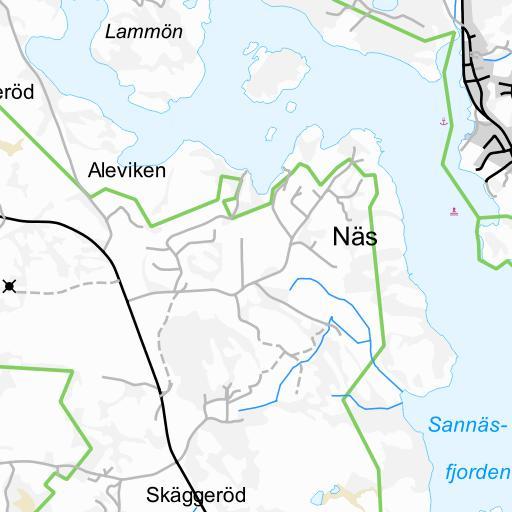 Lammön
eröd
Aleviken
Näs
Sannäs-
fjorden
Skäggeröd